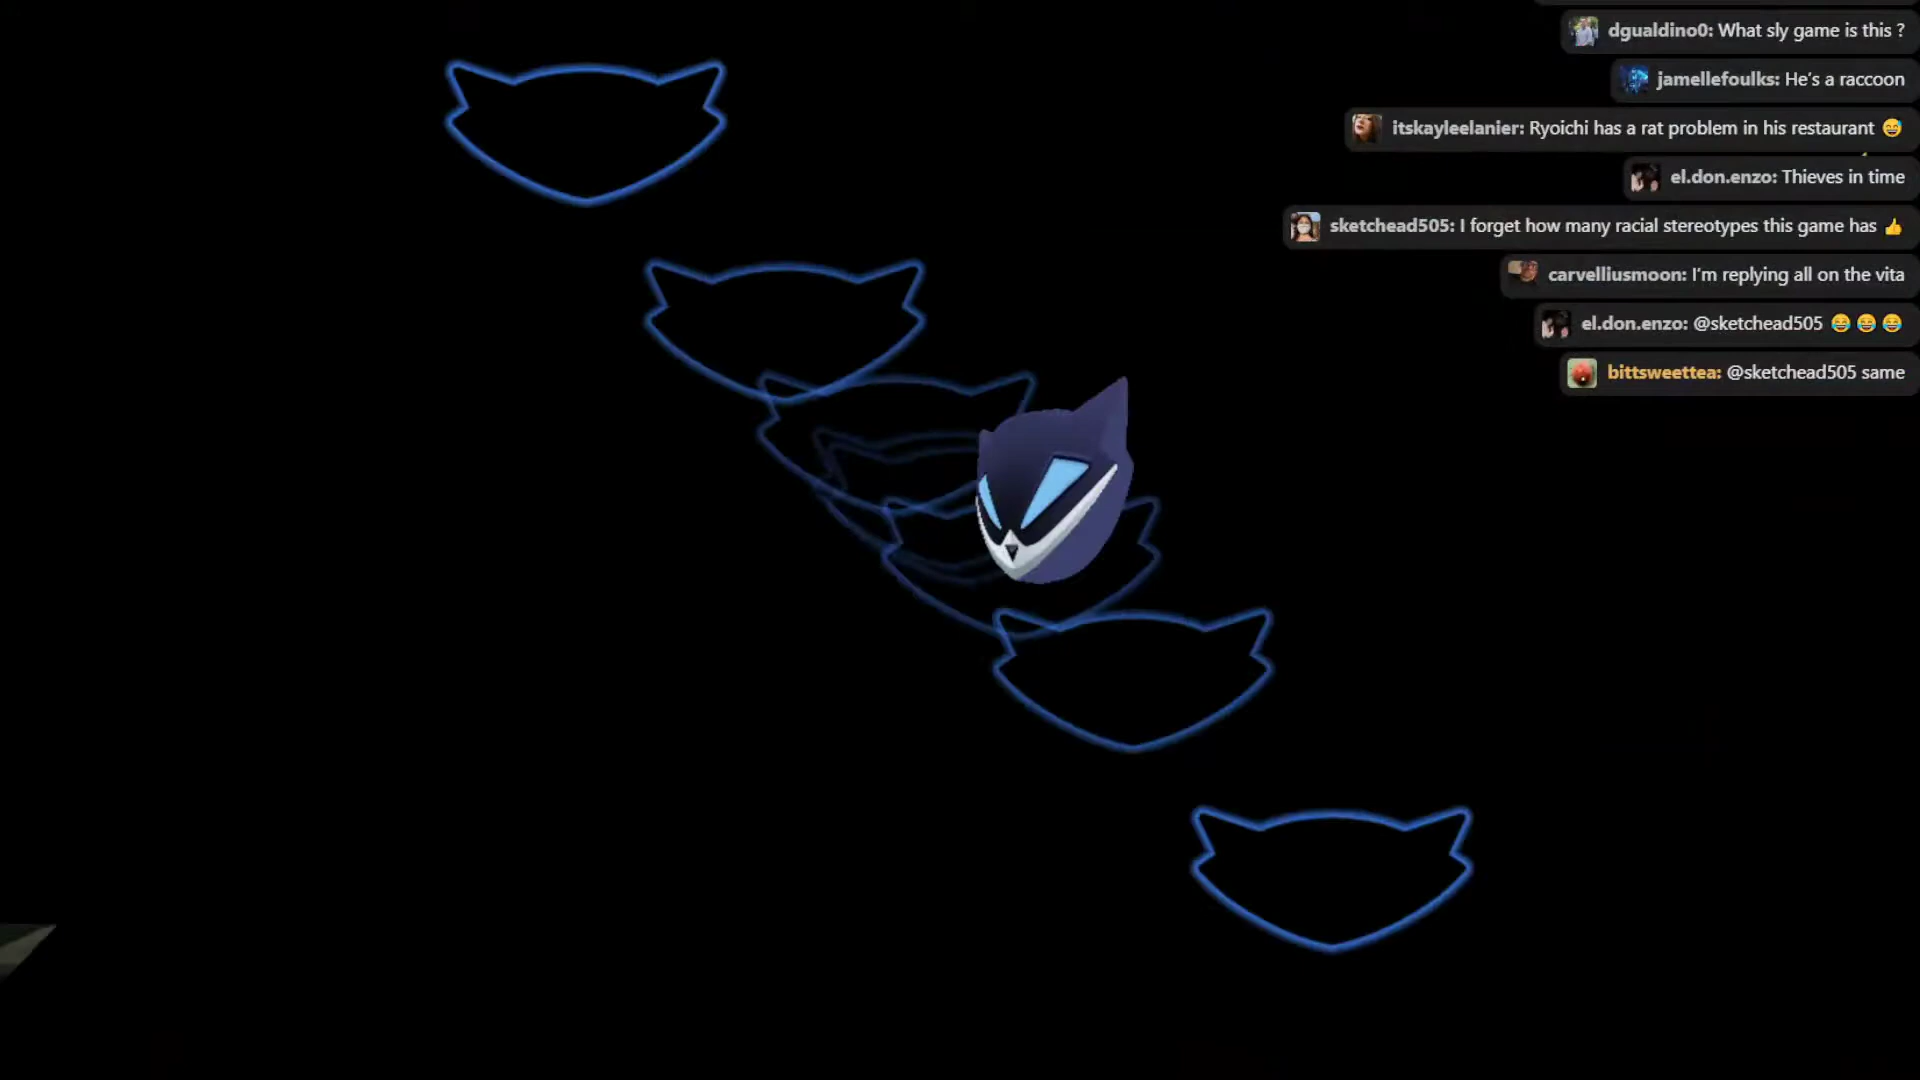 dgualdino0: What sly game is this ?
jamellefoulks: He's a raccoon
itskayleelanier: Ryoichi has a rat problem in his restaurant 😅
el.don.enzo: Thieves in time
sketchead505: I forget how many racial stereotypes this game has 👍
carvelliusmoon: I'm replying all on the vita
el.don.enzo: @sketchead505 😂 😂 😂
bittsweettea: @sketchead505 same